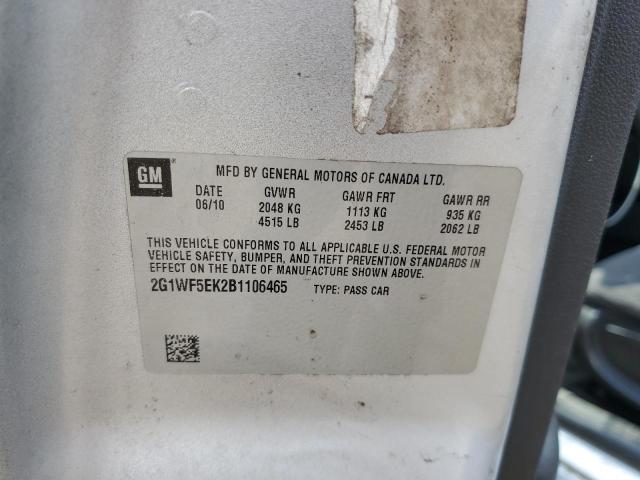 GM
MFD BY GENERAL MOTORS OF CANADA LTD.
DATE GVWR GAWR FRT GAWR RR
06/10 2048 KG 1113 KG 935 KG
4515 LB 2453 LB 2062 LB
THIS VEHICLE CONFORMS TO ALL APPLICABLE U.S. FEDERAL MOTOR
VEHICLE SAFETY, BUMPER, AND THEFT PREVENTION STANDARDS IN
EFFECT ON THE DATE OF MANUFACTURE SHOWN ABOVE.
2G1WF5EK2B1106465 TYPE: PASS CAR